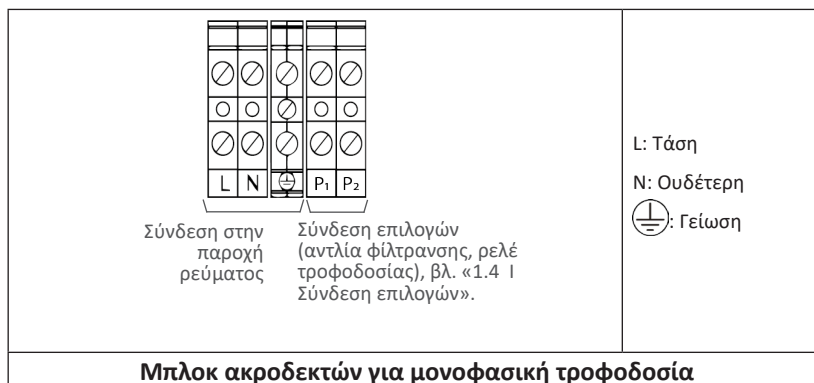 L N P₁ P₂
Σύνδεση στην
παροχή
ρεύματος
Σύνδεση επιλογών
(αντλία φίλτρανσης, ρελέ
τροφοδοσίας), βλ. «1.4 I
Σύνδεση επιλογών».
L: Τάση
N: Ουδέτερη
: Γείωση
Μπλοκ ακροδεκτών για μονοφασική τροφοδοσία